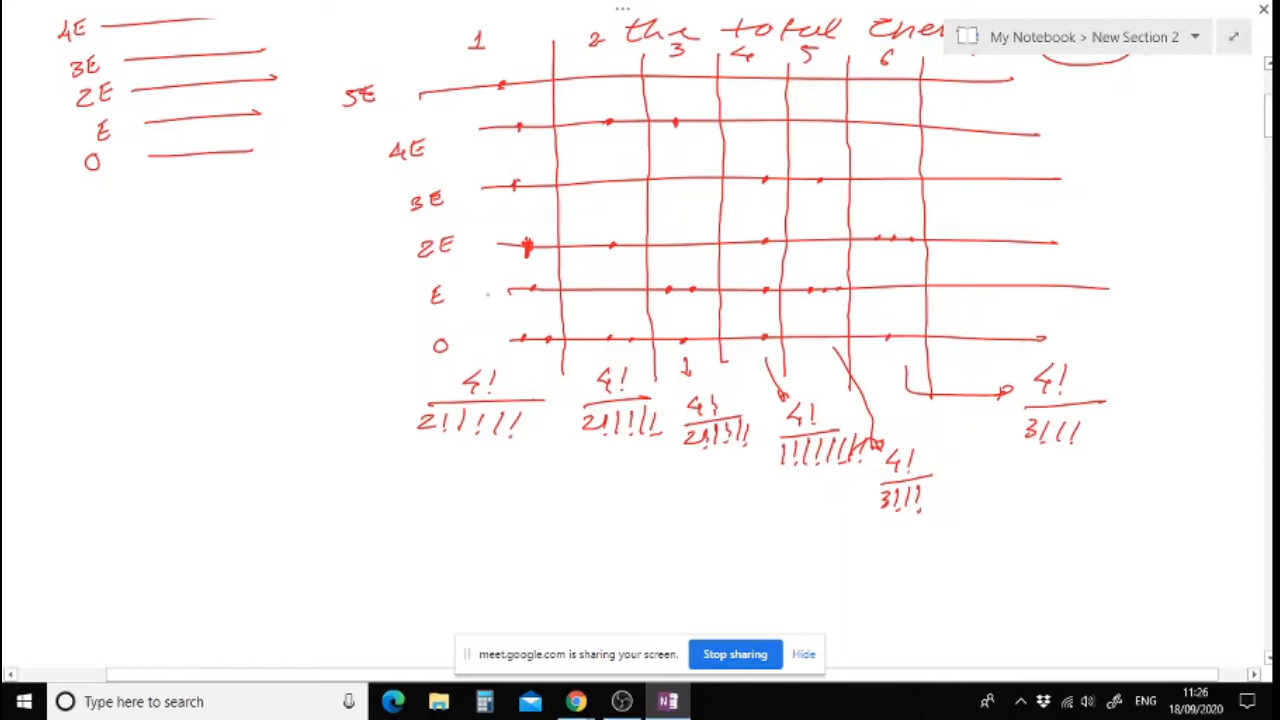 the total Ene
My Notebook > New Section 2
4E
3E
2E
E
0
1 2 3 4 5 6
5E
4E
3E
2E
E
0
4!
2!1!1!1!
4!
2!1!1!
4!
2!1!1!
4!
1!1!1!1!
4!
3!1!
4!
3!1!
meet.google.com is sharing your screen.
Stop sharing
Hide
Type here to search
ENG
11:26
18/09/2020